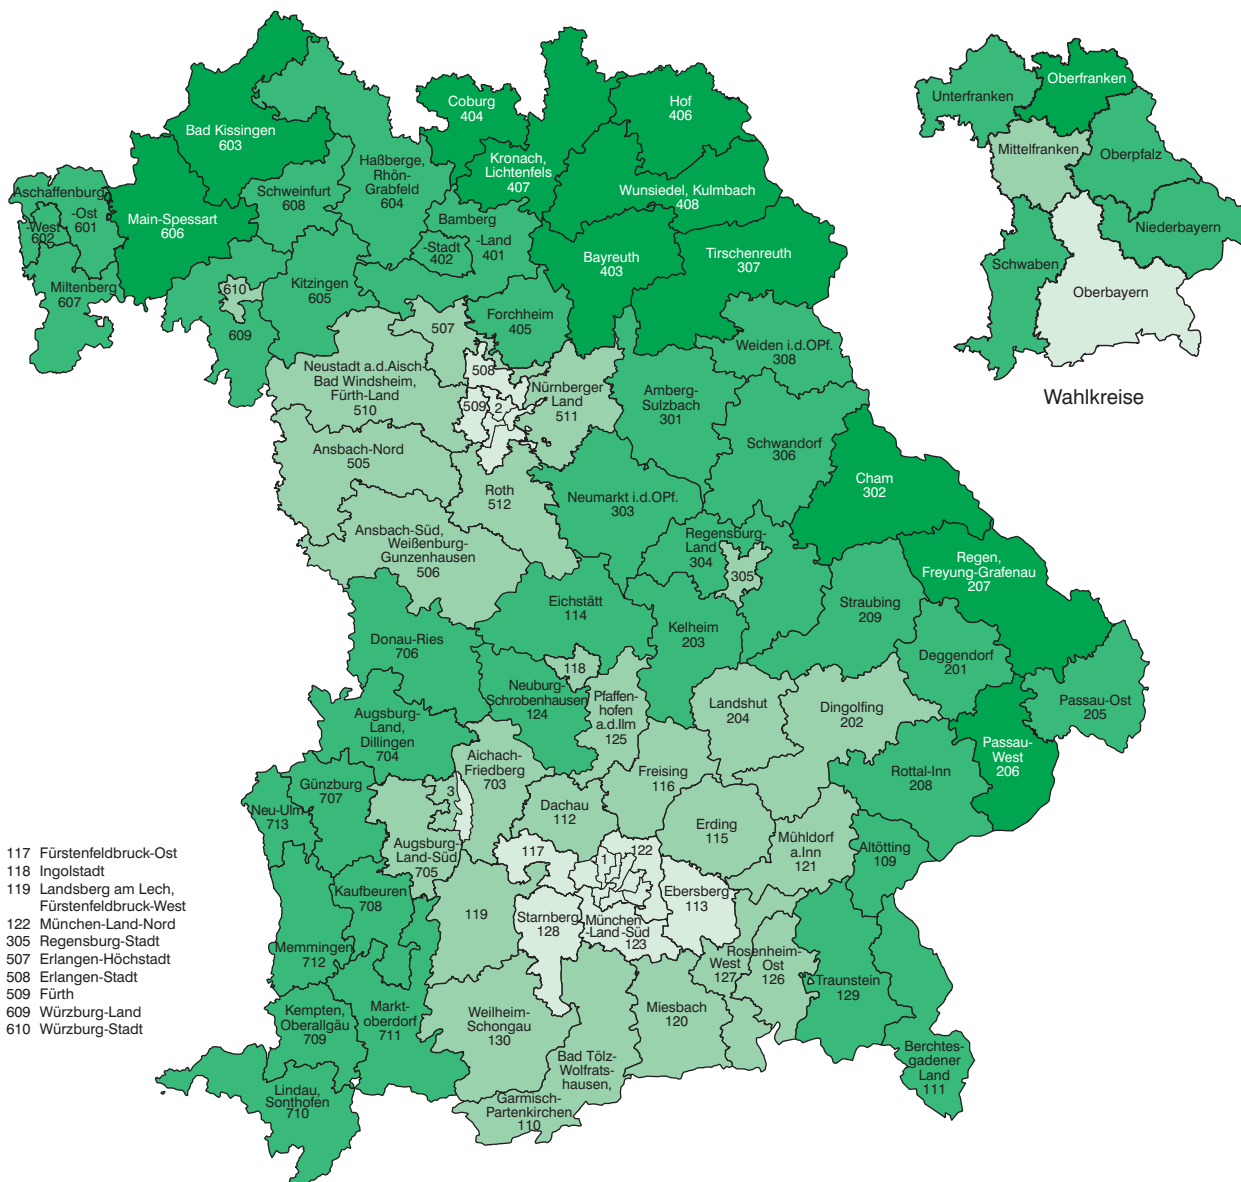 Coburg
404
Hof
406
Bad Kissingen
603
Kronach,
Lichtenfels
407
Haßberge,
Rhön-
Grabfeld
604
Aschaffenburg
-Ost
601
-West
602
Schweinfurt
608
Wunsiedel, Kulmbach
408
Main-Spessart
606
Bamberg
-Land
401
-Stadt
402
Bayreuth
403
Tirschenreuth
307
Miltenberg
607
610
Kitzingen
605
609
507
Forchheim
405
Weiden i.d.OPf.
308
Neustadt a.d.Aisch-
Bad Windsheim,
Fürth-Land
510
508
509
2
Nürnberger
Land
511
Amberg-
Sulzbach
301
Schwandorf
306
Ansbach-Nord
505
Roth
512
Neumarkt i.d.OPf.
303
Cham
302
Ansbach-Süd,
Weißenburg-
Gunzenhausen
506
Regensburg-
Land
304
305
Regen,
Freyung-Grafenau
207
Eichstätt
114
Kelheim
203
Straubing
209
Donau-Ries
706
Deggendorf
201
118
Neuburg-
Schrobenhausen
124
Pfaffen-
hofen
a.d.Ilm
125
Landshut
204
Dingolfing
202
Passau-Ost
205
Augsburg-
Land,
Dillingen
704
Passau-
West
206
Aichach-
Friedberg
703
Freising
116
Rottal-Inn
208
Günzburg
707
3
Neu-Ulm
713
Dachau
112
Erding
115
Mühldorf
a.Inn
121
Augsburg-
Land-Süd
705
117
1
122
Altötting
109
Kaufbeuren
708
Ebersberg
113
119
Starnberg
128
München
-Land-Süd
123
Memmingen
712
West
127
Rosenheim-
Ost
126
Traunstein
129
Kempten,
Oberallgäu
709
Markt-
oberdorf
711
Weilheim-
Schongau
130
Miesbach
120
Bad Tölz-
Wolfrats-
hausen,
Garmisch-
Partenkirchen
110
Berchtes-
gadener
Land
111
Lindau,
Sonthofen
710
Unterfranken
Oberfranken
Mittelfranken
Oberpfalz
Niederbayern
Schwaben
Oberbayern
Wahlkreise
117 Fürstenfeldbruck-Ost
118 Ingolstadt
119 Landsberg am Lech,
Fürstenfeldbruck-West
122 München-Land-Nord
305 Regensburg-Stadt
507 Erlangen-Höchstadt
508 Erlangen-Stadt
509 Fürth
609 Würzburg-Land
610 Würzburg-Stadt